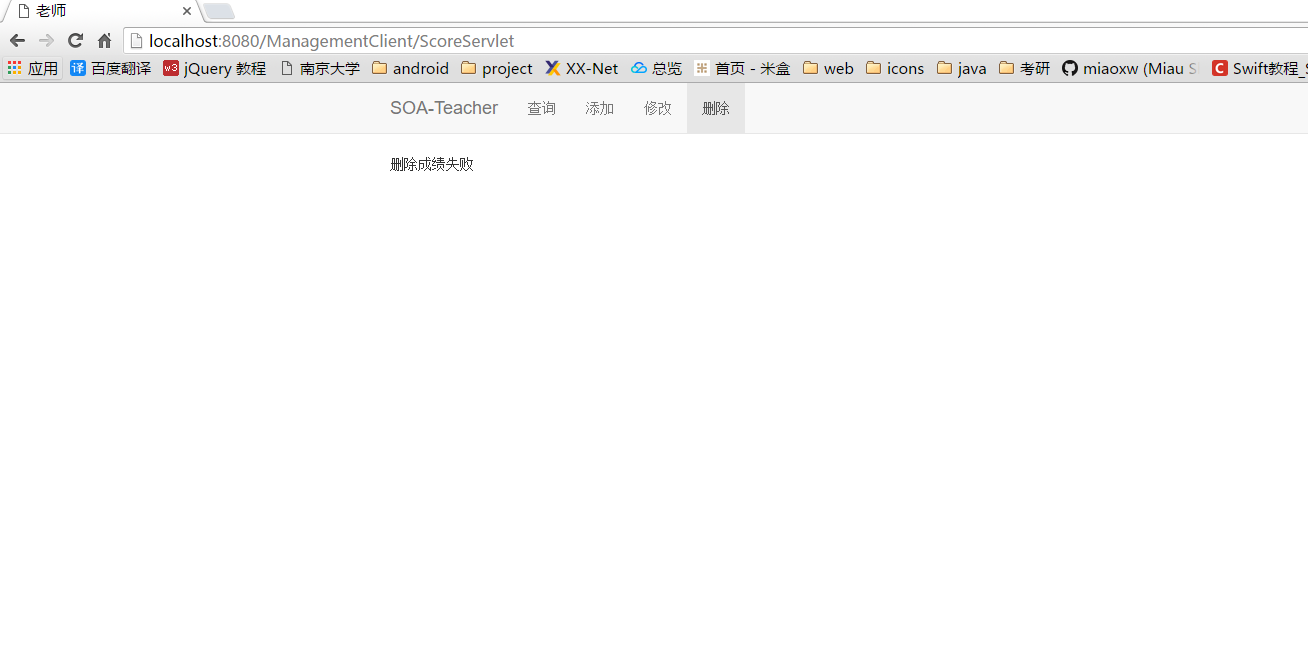 老师
localhost:8080/ManagementClient/ScoreServlet
应用 译 百度翻译 w3 jQuery 教程 南京大学 android project XX-Net 总览 首页 - 米盒 web icons java 考研 miaoxw (Miau S C Swift教程_S
SOA-Teacher 查询 添加 修改 删除
删除成绩失败